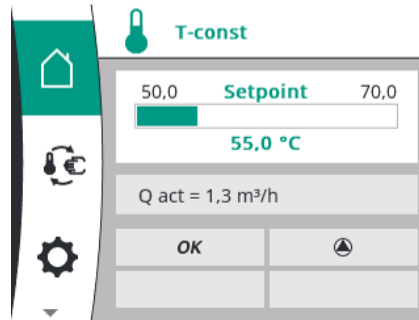 T-const
50,0 Setpoint 70,0
55,0 °C
Q act = 1,3 m³/h
OK